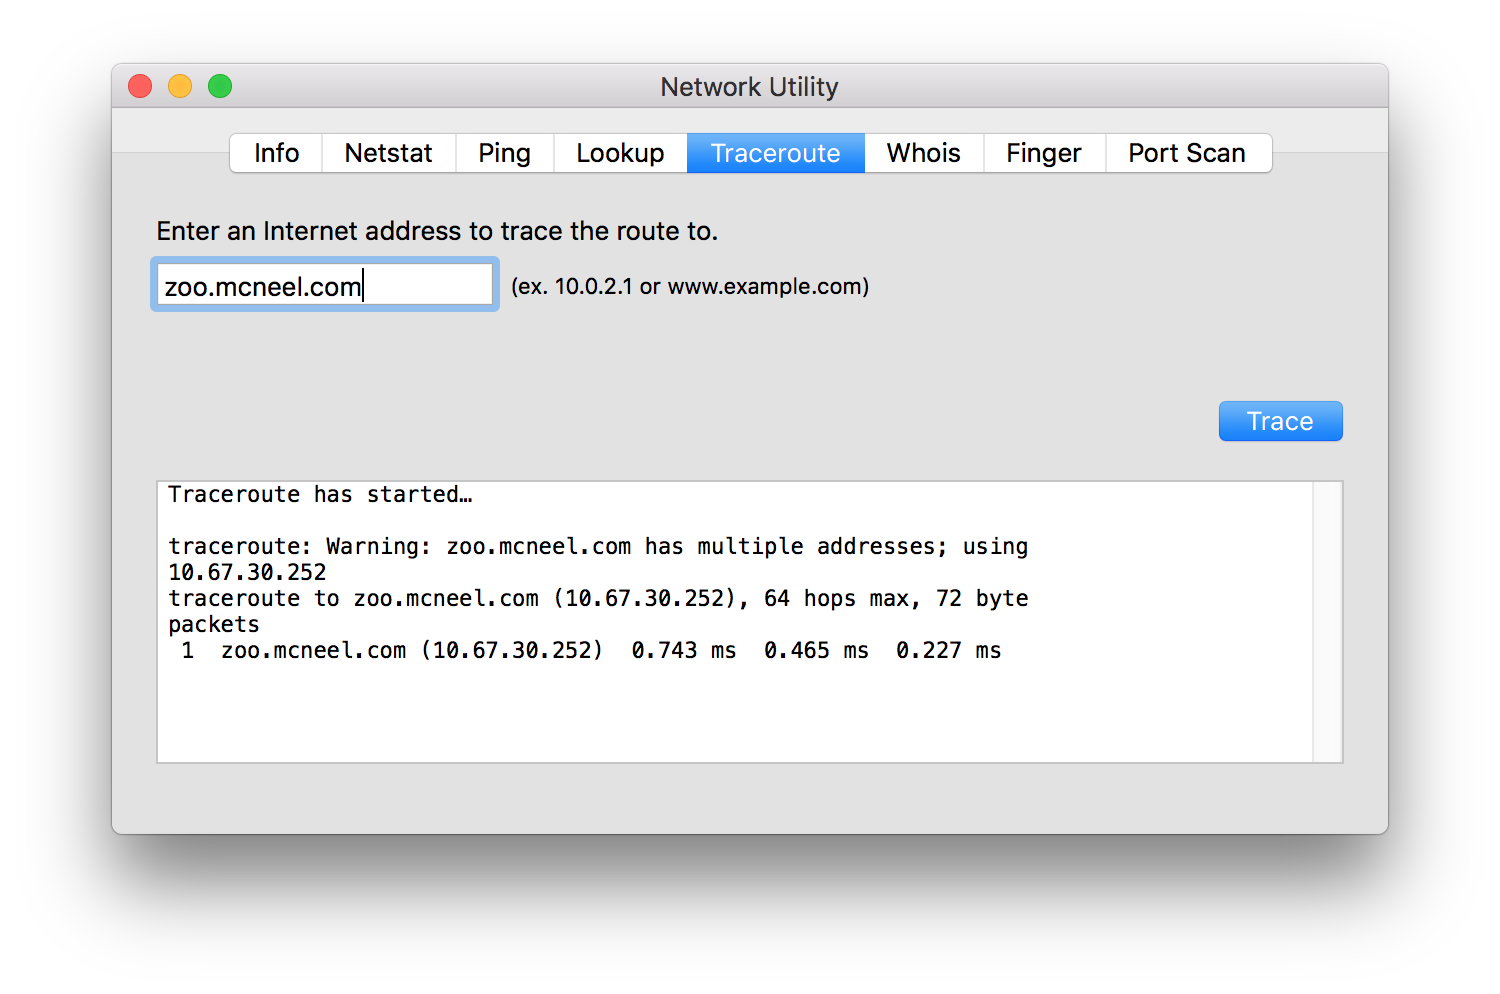 Network Utility
Info Netstat Ping Lookup Traceroute Whois Finger Port Scan
Enter an Internet address to trace the route to.
zoo.mcneel.com (ex. 10.0.2.1 or www.example.com)
Trace
Traceroute has started…
traceroute: Warning: zoo.mcneel.com has multiple addresses; using
10.67.30.252
traceroute to zoo.mcneel.com (10.67.30.252), 64 hops max, 72 byte
packets
1 zoo.mcneel.com (10.67.30.252) 0.743 ms 0.465 ms 0.227 ms